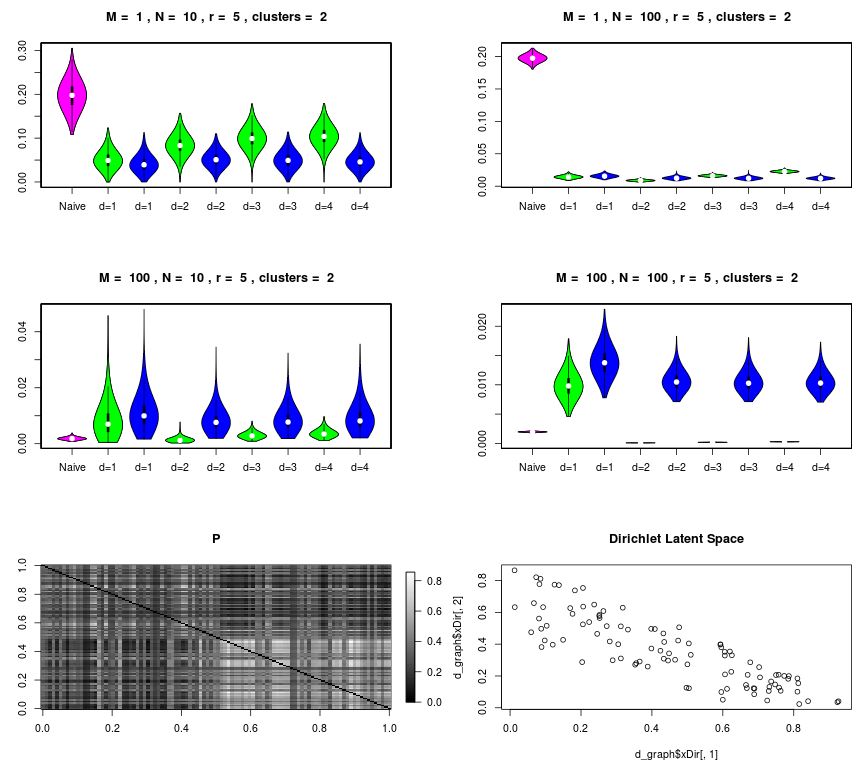 M = 1 , N = 10 , r = 5 , clusters = 2
0.30
0.20
0.10
0.00
Naive d=1 d=1 d=2 d=2 d=3 d=3 d=4 d=4
M = 1 , N = 100 , r = 5 , clusters = 2
0.20
0.15
0.10
0.05
0.00
Naive d=1 d=1 d=2 d=2 d=3 d=3 d=4 d=4
M = 100 , N = 10 , r = 5 , clusters = 2
0.04
0.02
0.00
Naive d=1 d=1 d=2 d=2 d=3 d=3 d=4 d=4
M = 100 , N = 100 , r = 5 , clusters = 2
0.020
0.010
0.000
Naive d=1 d=1 d=2 d=2 d=3 d=3 d=4 d=4
P
1.0
0.8
0.6
0.4
0.2
0.0
0.0 0.2 0.4 0.6 0.8 1.0
0.8
0.6
0.4
0.2
0.0
Dirichlet Latent Space
d_graph$xDir[, 2]
0.8
0.6
0.4
0.2
0.0
0.0 0.2 0.4 0.6 0.8
d_graph$xDir[, 1]